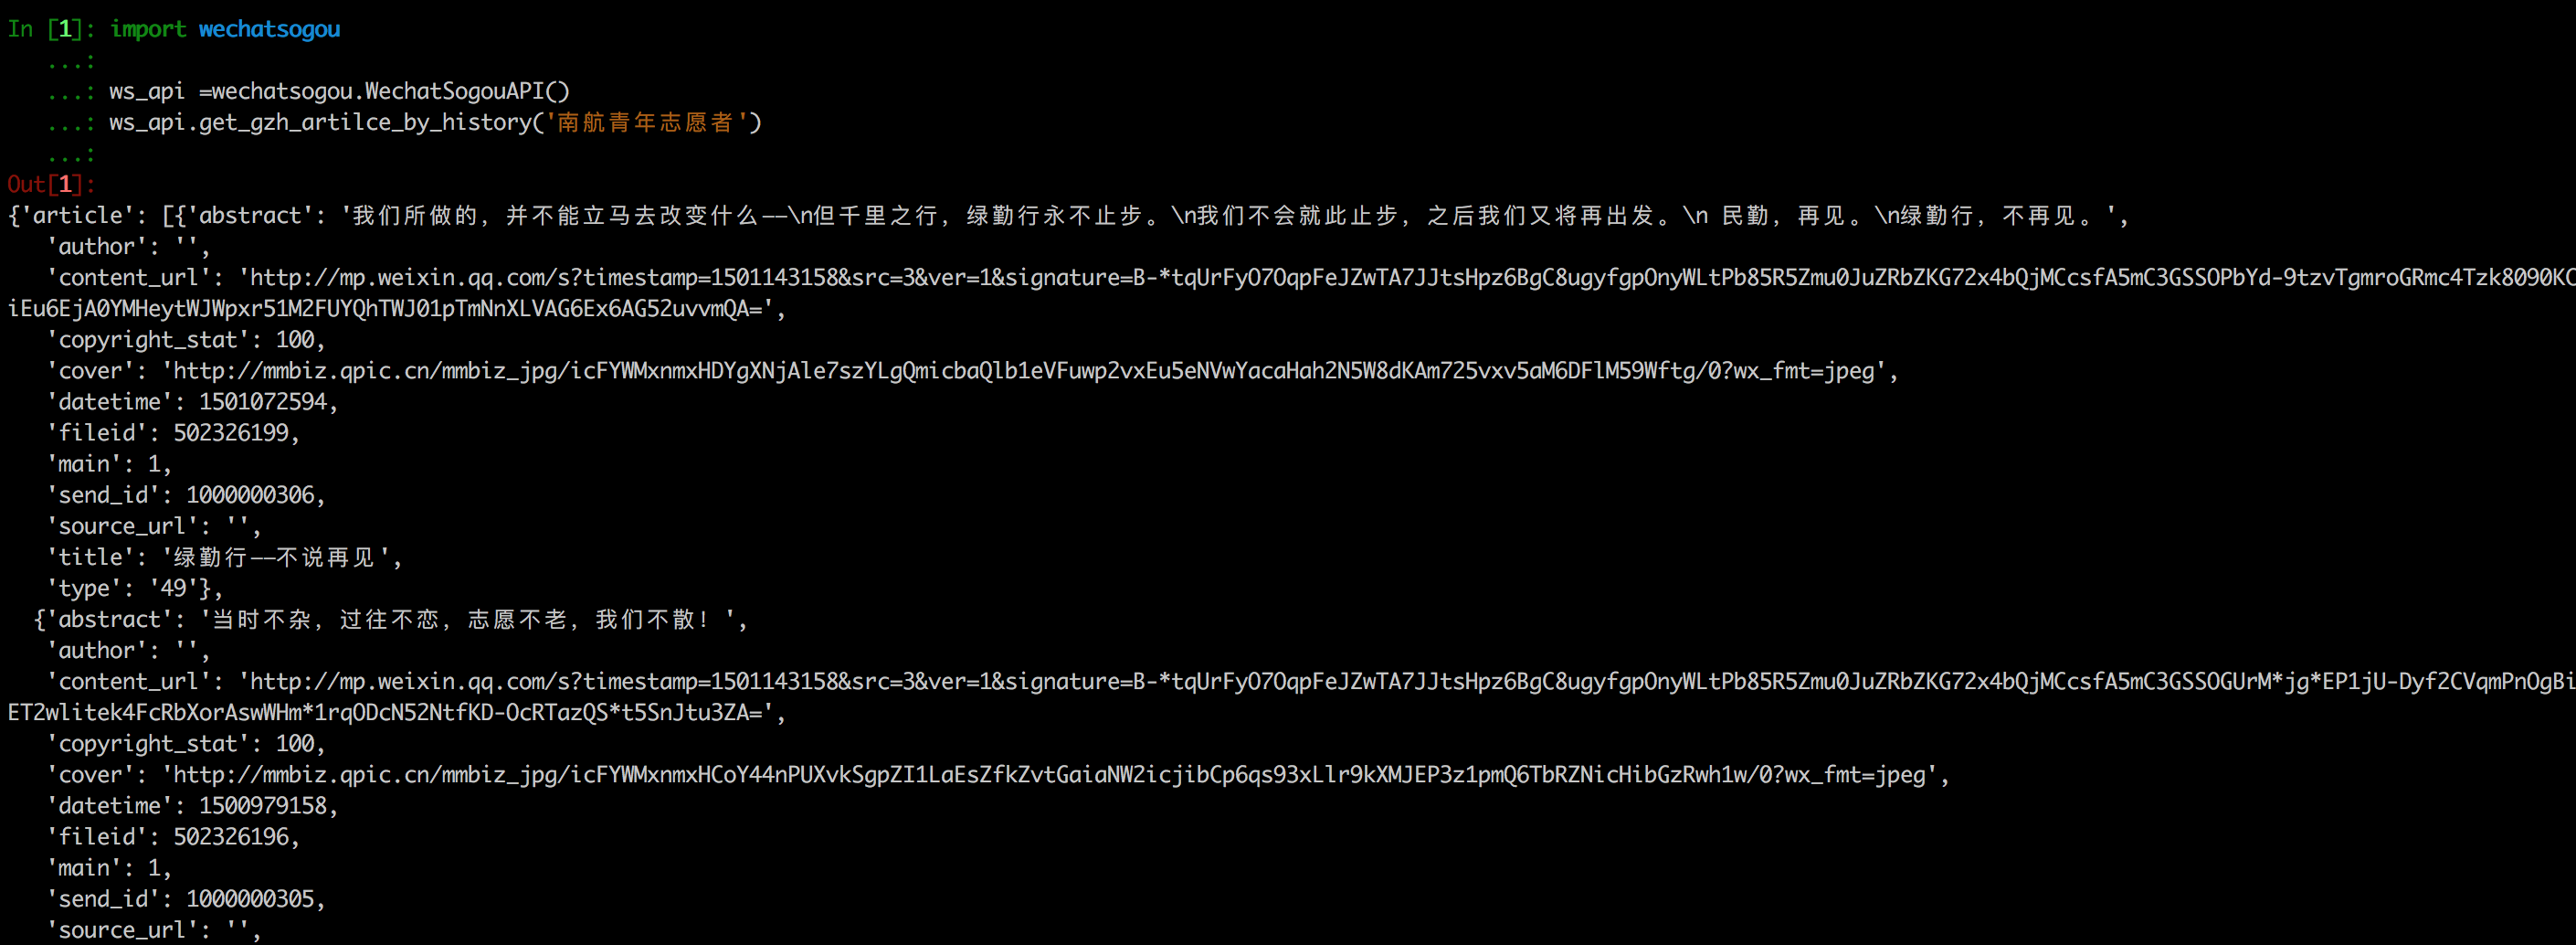 In [1]: import wechatsogou
...:
...: ws_api =wechatsogou.WechatSogouAPI()
...: ws_api.get_gzh_artilce_by_history('南航青年志愿者')
...:
Out[1]:
{'article': [{'abstract': '我们所做的，并不能立马去改变什么——\n但千里之行，绿勤行永不止步。\n我们不会就此止步，之后我们又将再出发。\n 民勤，再见。\n绿勤行，不再见。',
'author': '',
'content_url': 'http://mp.weixin.qq.com/s?timestamp=1501143158&src=3&ver=1&signature=B-*tqUrFyO7OqpFeJZwTA7JJtsHpz6BgC8ugyfgpOnyWLtPb85R5Zmu0JuZRbZKG72x4bQjMCcsfA5mC3GSSOPbYd-9tzvTgmroGRmc4Tzk8090KC
iEu6EjA0YMHeytWJWpxr51M2FUYQhTWJ01pTmNnXLVAG6Ex6AG52uvvmQA=',
'copyright_stat': 100,
'cover': 'http://mmbiz.qpic.cn/mmbiz_jpg/icFYWMxnmxHDYgXNjAle7szYLgQmicbaQlb1eVFuwp2vxEu5eNVwYacaHah2N5W8dKAm725vxv5aM6DFlM59Wftg/0?wx_fmt=jpeg',
'datetime': 1501072594,
'fileid': 502326199,
'main': 1,
'send_id': 1000000306,
'source_url': '',
'title': '绿勤行——不说再见',
'type': '49'},
{'abstract': '当时不杂，过往不恋，志愿不老，我们不散！',
'author': '',
'content_url': 'http://mp.weixin.qq.com/s?timestamp=1501143158&src=3&ver=1&signature=B-*tqUrFyO7OqpFeJZwTA7JJtsHpz6BgC8ugyfgpOnyWLtPb85R5Zmu0JuZRbZKG72x4bQjMCcsfA5mC3GSSOGUrM*jg*EP1jU-Dyf2CVqmPnOgBi
ET2wlitek4FcRbXorAswWHm*1rqODcN52NtfKD-OcRTazQS*t5SnJtu3ZA=',
'copyright_stat': 100,
'cover': 'http://mmbiz.qpic.cn/mmbiz_jpg/icFYWMxnmxHCoY44nPUXvkSgpZI1LaEsZfkZvtGaiaNW2icjibCp6qs93xLlr9kXMJEP3z1pmQ6TbRZNicHibGzRwh1w/0?wx_fmt=jpeg',
'datetime': 1500979158,
'fileid': 502326196,
'main': 1,
'send_id': 1000000305,
'source_url': '',